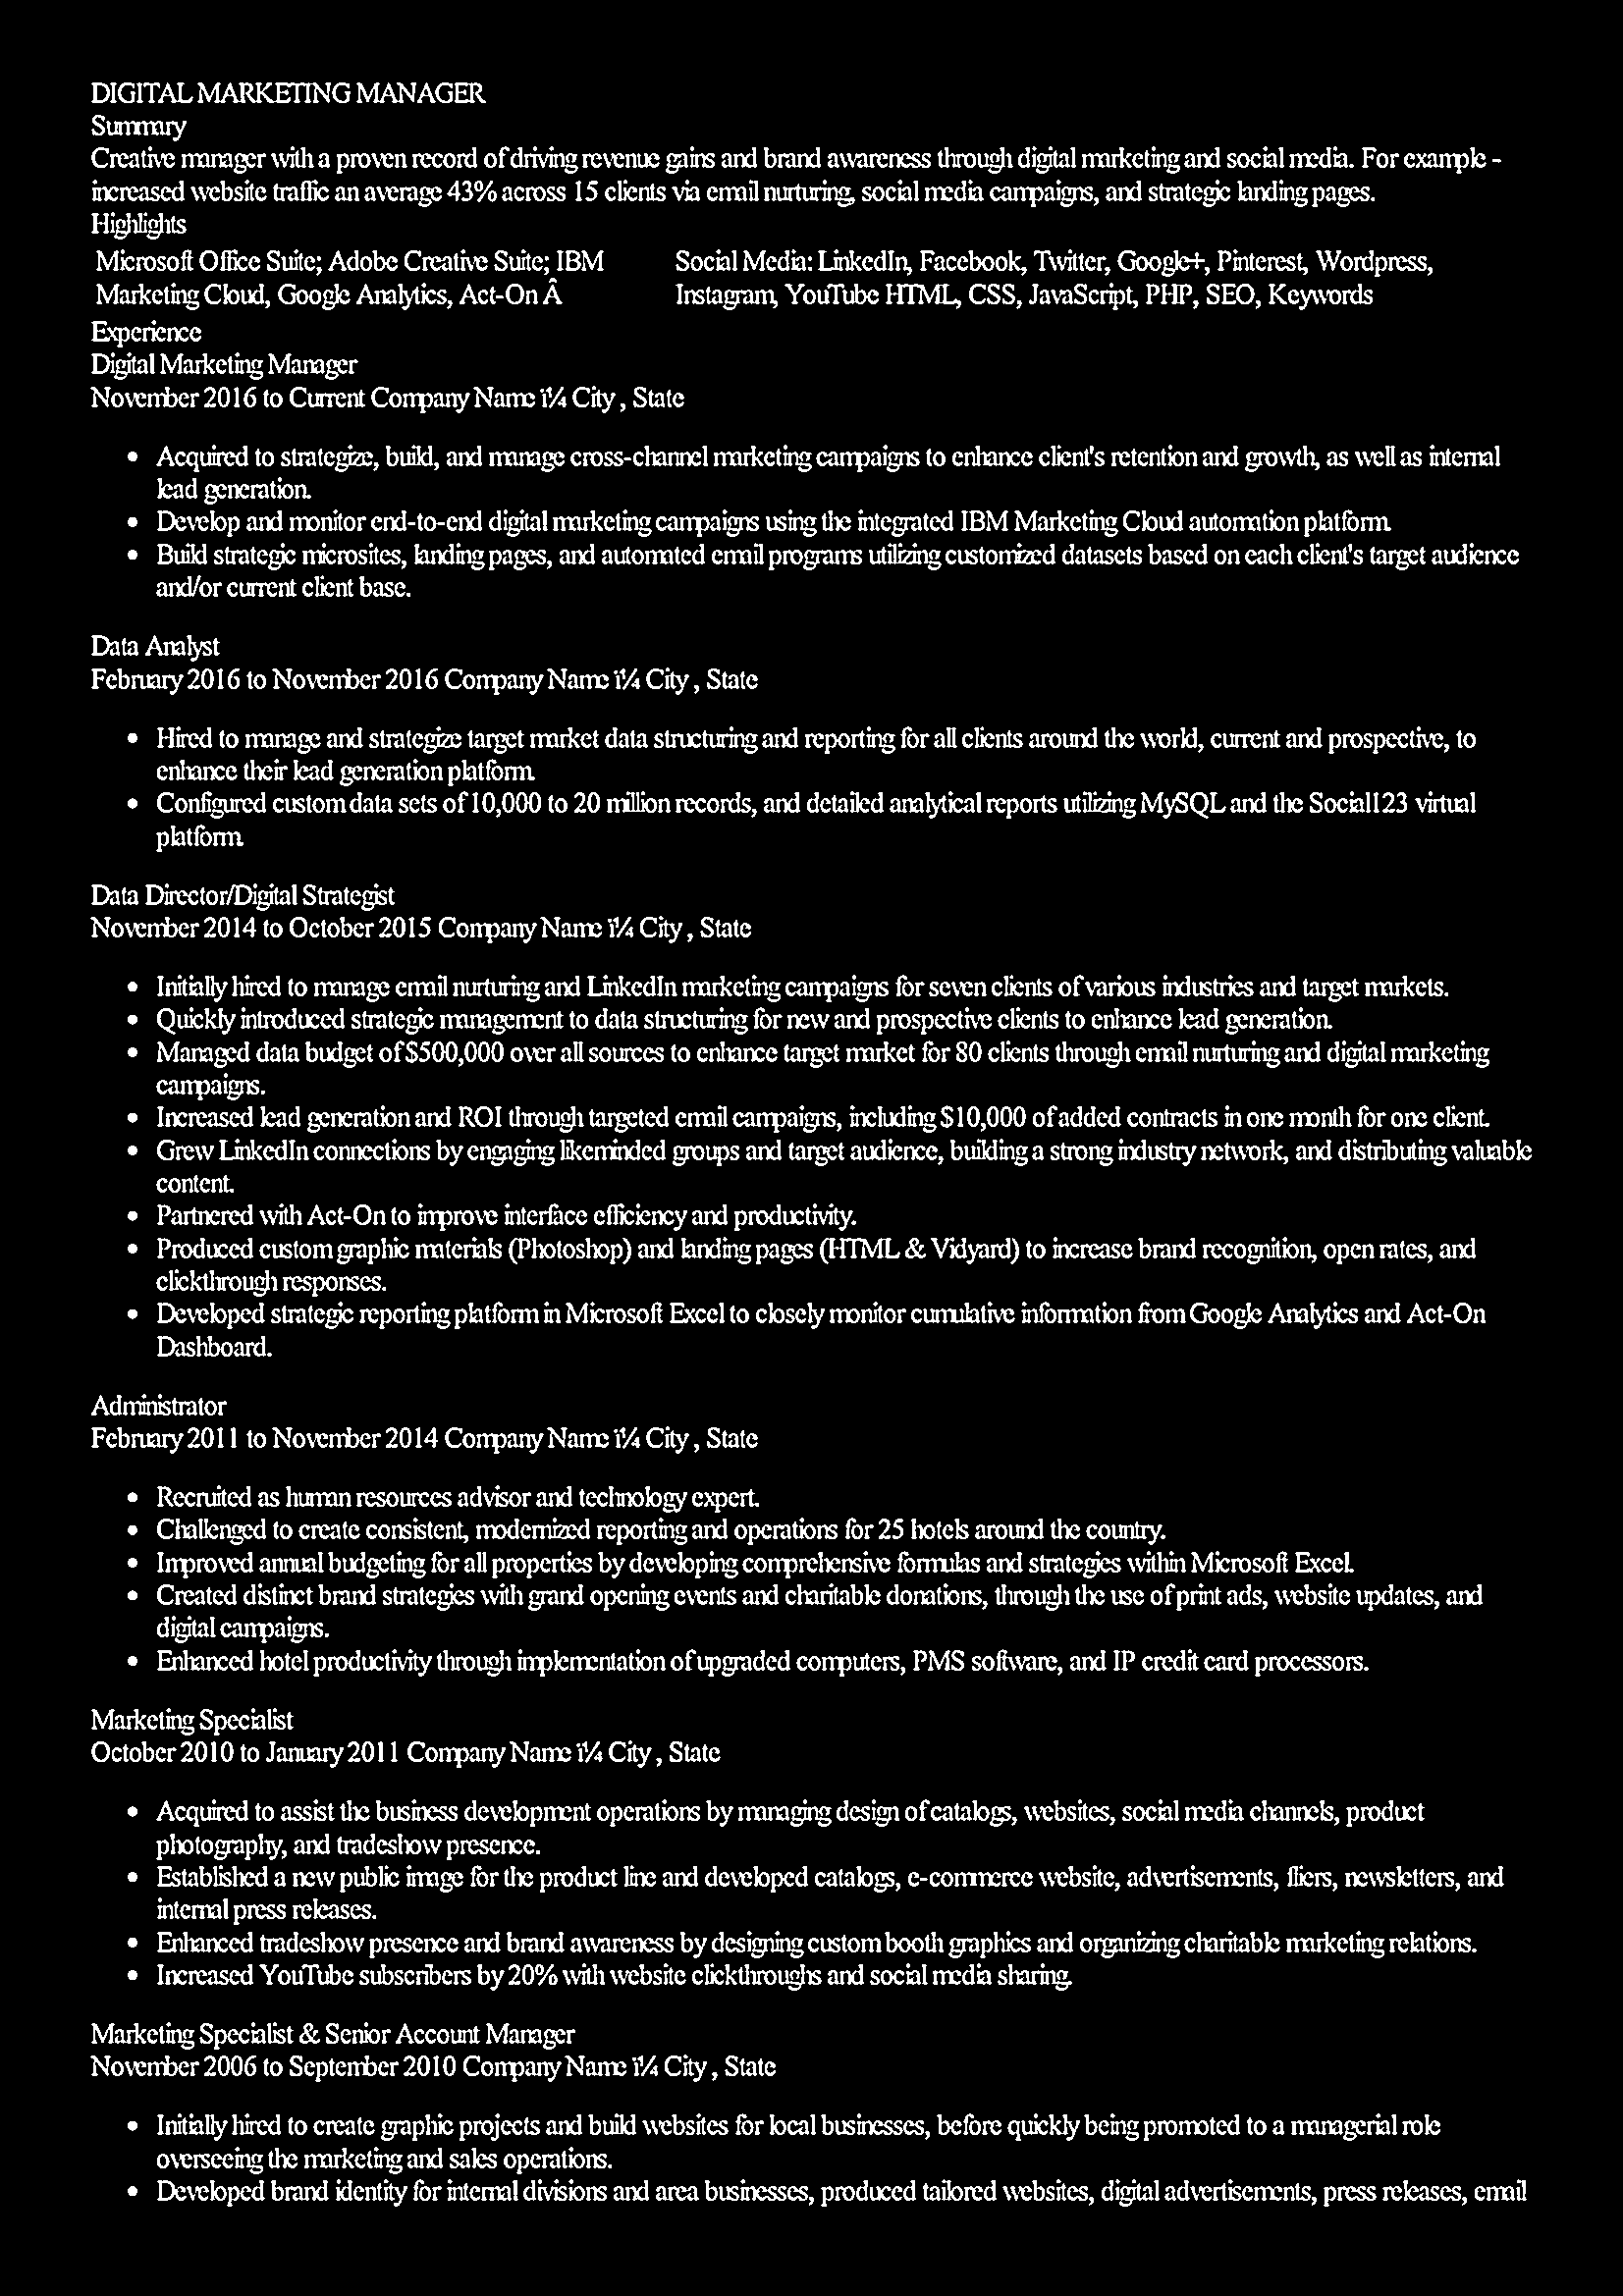 DIGITAL MARKETING MANAGER
Summary
Creative manager with a proven record of driving revenue gains and brand awareness through digital marketing and social media. For example -
increased website traffic an average 43% across 15 clients via email nurturing, social media campaigns, and strategic landing pages.
Highlights
Microsoft Office Suite; Adobe Creative Suite; IBM
Marketing Cloud, Google Analytics, Act-On Â
Social Media: LinkedIn, Facebook, Twitter, Google+, Pinterest, Wordpress,
Instagram, YouTube HTML, CSS, JavaScript, PHP, SEO, Keywords
Experience
Digital Marketing Manager
November 2016 to Current Company Name ï¼ City , State
• Acquired to strategize, build, and manage cross-channel marketing campaigns to enhance client's retention and growth, as well as internal
lead generation.
• Develop and monitor end-to-end digital marketing campaigns using the integrated IBM Marketing Cloud automation platform.
• Build strategic microsites, landing pages, and automated email programs utilizing customized datasets based on each client's target audience
and/or current client base.
Data Analyst
February 2016 to November 2016 Company Name ï¼ City , State
• Hired to manage and strategize target market data structuring and reporting for all clients around the world, current and prospective, to
enhance their lead generation platform.
• Configured custom data sets of 10,000 to 20 million records, and detailed analytical reports utilizing MySQL and the Social123 virtual
platform.
Data Director/Digital Strategist
November 2014 to October 2015 Company Name ï¼ City , State
• Initially hired to manage email nurturing and LinkedIn marketing campaigns for seven clients of various industries and target markets.
• Quickly introduced strategic management to data structuring for new and prospective clients to enhance lead generation.
• Managed data budget of $500,000 over all sources to enhance target market for 80 clients through email nurturing and digital marketing
campaigns.
• Increased lead generation and ROI through targeted email campaigns, including $10,000 of added contracts in one month for one client.
• Grew LinkedIn connections by engaging likeminded groups and target audience, building a strong industry network, and distributing valuable
content.
• Partnered with Act-On to improve interface efficiency and productivity.
• Produced custom graphic materials (Photoshop) and landing pages (HTML & Vidyard) to increase brand recognition, open rates, and
clickthrough responses.
• Developed strategic reporting platform in Microsoft Excel to closely monitor cumulative information from Google Analytics and Act-On
Dashboard.
Administrator
February 2011 to November 2014 Company Name ï¼ City , State
• Recruited as human resources advisor and technology expert.
• Challenged to create consistent, modernized reporting and operations for 25 hotels around the country.
• Improved annual budgeting for all properties by developing comprehensive formulas and strategies within Microsoft Excel.
• Created distinct brand strategies with grand opening events and charitable donations, through the use of print ads, website updates, and
digital campaigns.
• Enhanced hotel productivity through implementation of upgraded computers, PMS software, and IP credit card processors.
Marketing Specialist
October 2010 to January 2011 Company Name ï¼ City , State
• Acquired to assist the business development operations by managing design of catalogs, websites, social media channels, product
photography, and tradeshow presence.
• Established a new public image for the product line and developed catalogs, e-commerce website, advertisements, fliers, newsletters, and
internal press releases.
• Enhanced tradeshow presence and brand awareness by designing custom booth graphics and organizing charitable marketing relations.
• Increased YouTube subscribers by 20% with website clickthroughs and social media sharing.
Marketing Specialist & Senior Account Manager
November 2006 to September 2010 Company Name ï¼ City , State
• Initially hired to create graphic projects and build websites for local businesses, before quickly being promoted to a managerial role
overseeing the marketing and sales operations.
• Developed brand identity for internal divisions and area businesses, produced tailored websites, digital advertisements, press releases, email